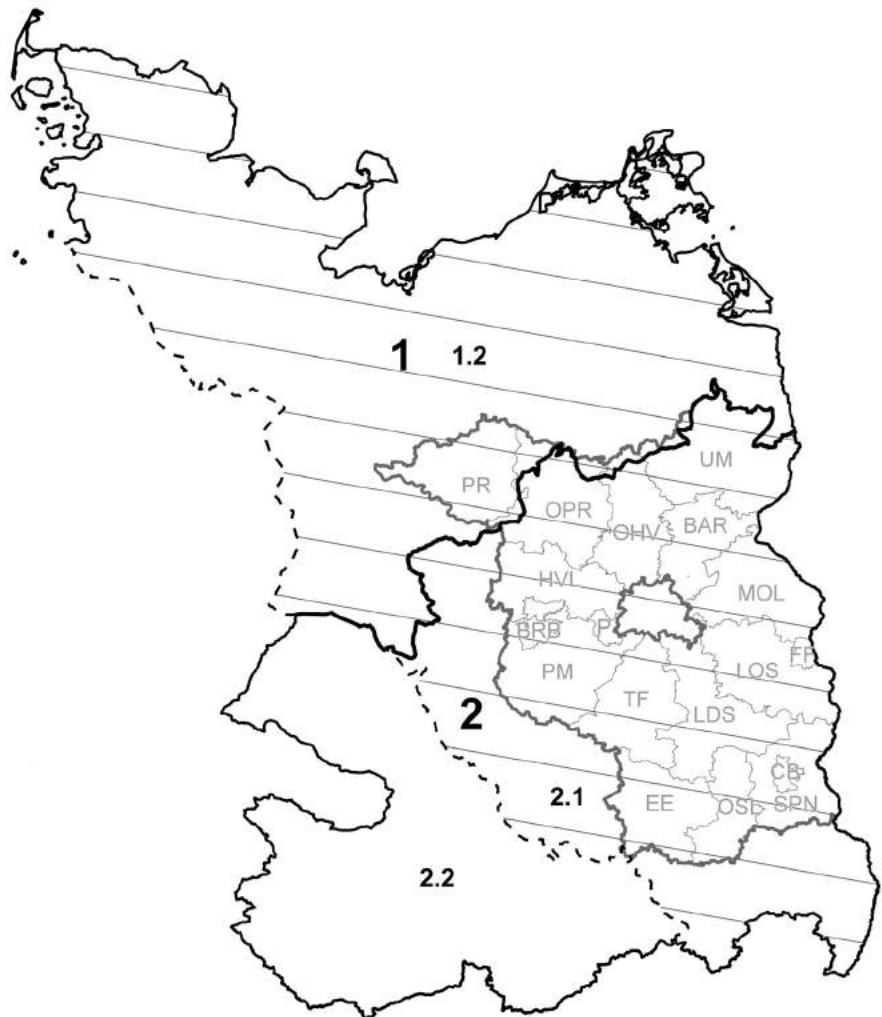 1 1.2
UM
PR
OPR
BAR
OHV
HVL
MOL
BRB
P
FF
PM
LOS
TF
2
LDS
CB
2.1
EE
OSL
SPN
2.2